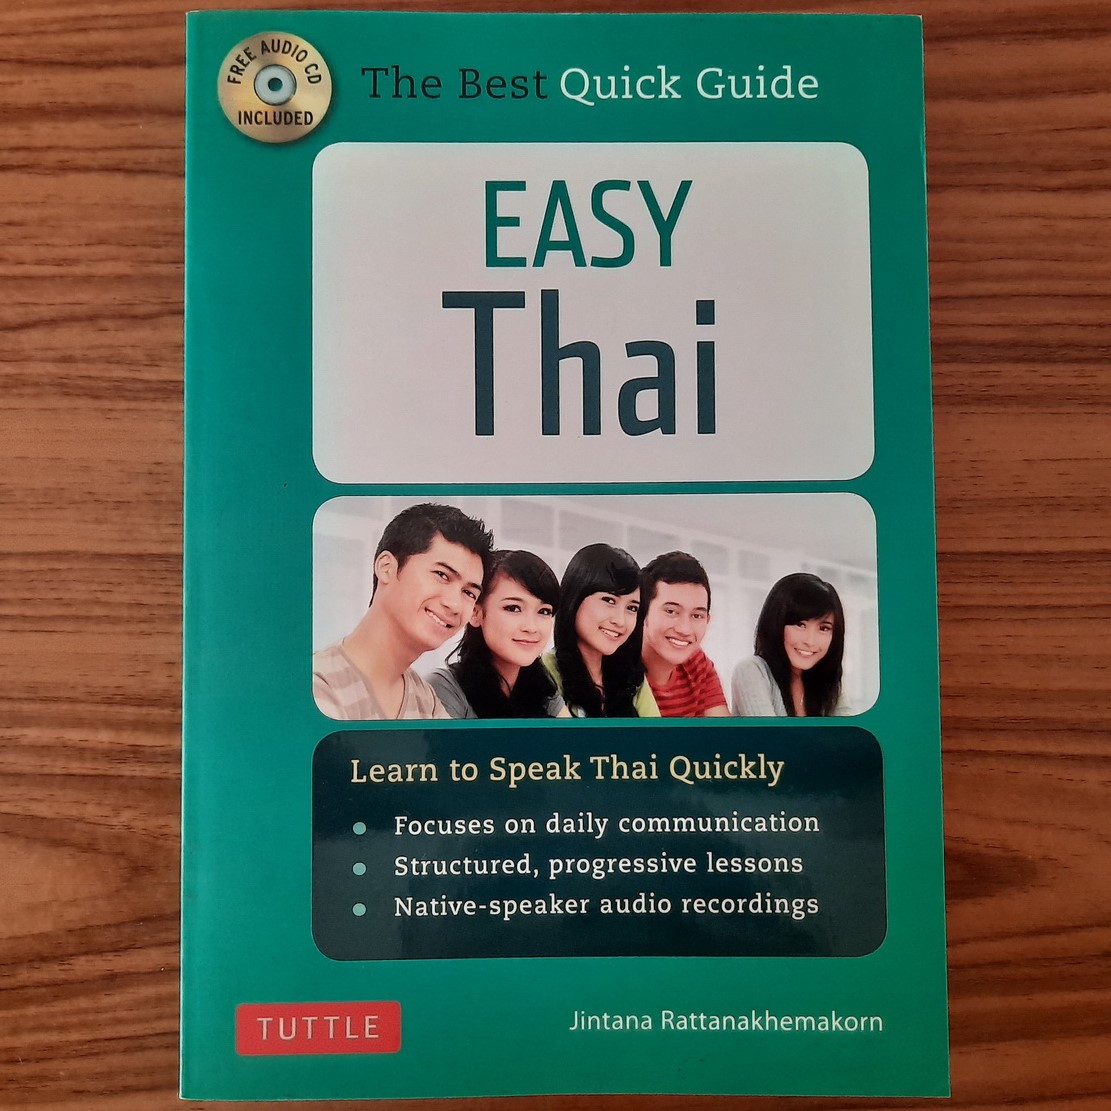 FREE AUDIO CD
INCLUDED
The Best Quick Guide
EASY
Thai
Learn to Speak Thai Quickly
• Focuses on daily communication
• Structured, progressive lessons
• Native-speaker audio recordings
TUTTLE
Jintana Rattanakhemakorn